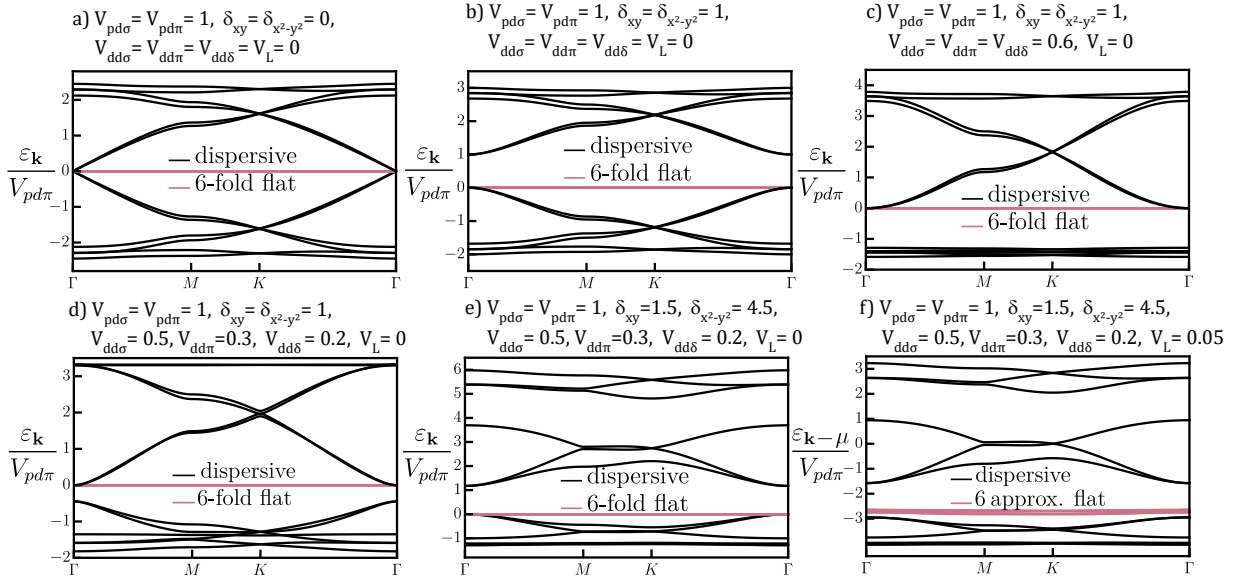 a) V_pdσ= V_pdπ= 1, δ_xy= δ_x²-y²= 0,
V_ddσ= V_ddπ= V_ddδ= V_L= 0
ε_k
V_pdπ
2
1
0
−1
−2
dispersive
6-fold flat
Γ
M
K
Γ
b) V_pdσ= V_pdπ= 1, δ_xy= δ_x²-y²= 1,
V_ddσ= V_ddπ= V_ddδ= V_L= 0
ε_k
V_pdπ
3
2
1
0
−1
−2
dispersive
6-fold flat
Γ
M
K
Γ
c) V_pdσ= V_pdπ= 1, δ_xy= δ_x²-y²= 1,
V_ddσ= V_ddπ= V_ddδ= 0.6, V_L= 0
ε_k
V_pdπ
4
3
2
1
0
−1
−2
dispersive
6-fold flat
Γ
M
K
Γ
d) V_pdσ= V_pdπ= 1, δ_xy= δ_x²-y²= 1,
V_ddσ= 0.5, V_ddπ=0.3, V_ddδ= 0.2, V_L= 0
ε_k
V_pdπ
3
2
1
0
−1
−2
dispersive
6-fold flat
Γ
M
K
Γ
e) V_pdσ= V_pdπ= 1, δ_xy=1.5, δ_x²-y²= 4.5,
V_ddσ= 0.5, V_ddπ=0.3, V_ddδ= 0.2, V_L= 0
ε_k
V_pdπ
6
5
4
3
2
1
0
−1
dispersive
6-fold flat
Γ
M
K
Γ
f) V_pdσ= V_pdπ= 1, δ_xy=1.5, δ_x²-y²= 4.5,
V_ddσ= 0.5, V_ddπ=0.3, V_ddδ= 0.2, V_L= 0.05
ε_k−μ
V_pdπ
3
2
1
0
−1
−2
−3
dispersive
6 approx. flat
Γ
M
K
Γ